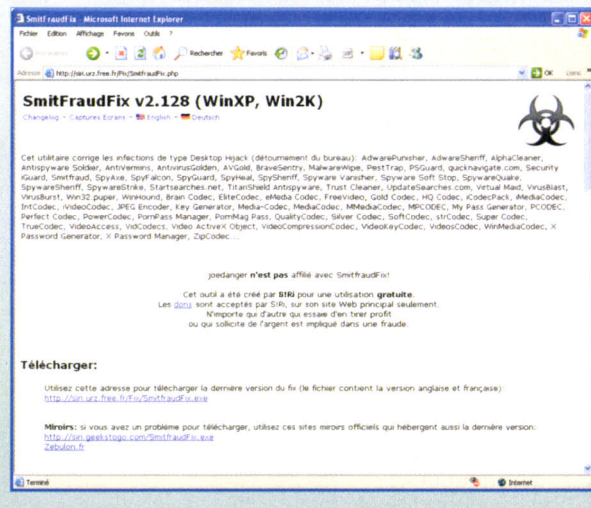 SmitFraudFix - Microsoft Internet Explorer
Fichier Edition Affichage Favoris Outils ?
Rechercher Favoris
Adresse http://siri.urz.free.fr/Fix/SmitfraudFix.php OK Liens »
SmitFraudFix v2.128 (WinXP, Win2K)
Changelog - Captures Ecrans - English - Deutsch
Cet utilitaire corrige les infections de type Desktop Hijack (détournement du bureau): AdwarePunisher, AdwareSheriff, AlphaCleaner,
Antispyware Soldier, AntiVermins, AntivirusGolden, AVGold, BraveSentry, MalwareWipe, PestTrap, PSGuard, quicknavigate.com, Security
iGuard, Smitfraud, SpyAxe, SpyFalcon, SpyGuard, SpyHeal, SpySheriff, Spyware Vanisher, Spyware Soft Stop, SpywareQuake,
SpywareSheriff, SpywareStrike, Startsearches.net, TitanShield Antispyware, Trust Cleaner, UpdateSearches.com, Virtual Maid, VirusBlast,
VirusBurst, Win32.puper, WinHound, Brain Codec, EliteCodec, eMedia Codec, FreeVideo, Gold Codec, HQ Codec, iCodecPack, iMediaCodec,
IntCodec, iVideoCodec, JPEG Encoder, Key Generator, Media-Codec, MediaCodec, MMediaCodec, MPCODEC, My Pass Generator, PCODEC,
Perfect Codec, PowerCodec, PornPass Manager, PornMag Pass, QualityCodec, Silver Codec, SoftCodec, strCodec, Super Codec,
TrueCodec, VideoAccess, VidCodecs, Video ActiveX Object, VideoCompressionCodec, VideoKeyCodec, VideosCodec, WinMediaCodec, X
Password Generator, X Password Manager, ZipCodec...
joedanger n'est pas affilié avec SmitfraudFix!
Cet outil a été créé par S!Ri pour une utilisation gratuite.
Les dons sont acceptés par S!Ri, sur son site Web principal seulement.
N'importe qui d'autre qui essaie d'en tirer profit
ou qui sollicite de l'argent est impliqué dans une fraude.
Télécharger:
Utilisez cette adresse pour télécharger la dernière version du fix (le fichier contient la version anglaise et française):
http://siri.urz.free.fr/Fix/SmitfraudFix.exe
Miroirs: si vous avez un problème pour télécharger, utilisez ces sites miroirs officiels qui hébergent aussi la dernière version:
http://siri.geekstogo.com/SmitfraudFix.exe
Zebulon.fr
Terminé Internet